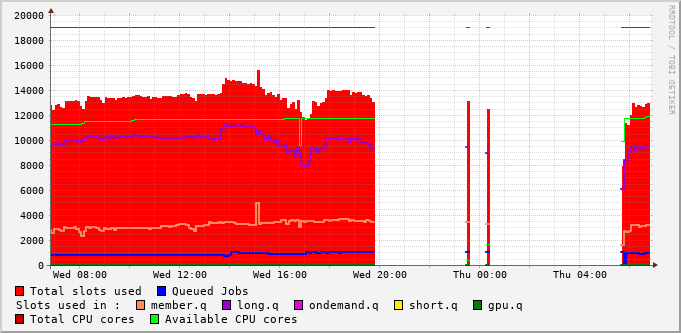 20000
18000
16000
14000
12000
10000
8000
6000
4000
2000
0
Wed 08:00 Wed 12:00 Wed 16:00 Wed 20:00 Thu 00:00 Thu 04:00
RRDTOOL / TOBI OETIKER
Total slots used Queued Jobs
Slots used in : member.q long.q ondemand.q short.q gpu.q
Total CPU cores Available CPU cores